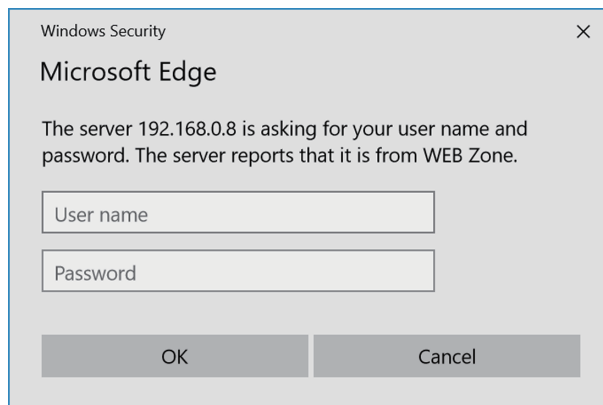 Windows Security
Microsoft Edge
The server 192.168.0.8 is asking for your user name and
password. The server reports that it is from WEB Zone.
User name
Password
OK
Cancel